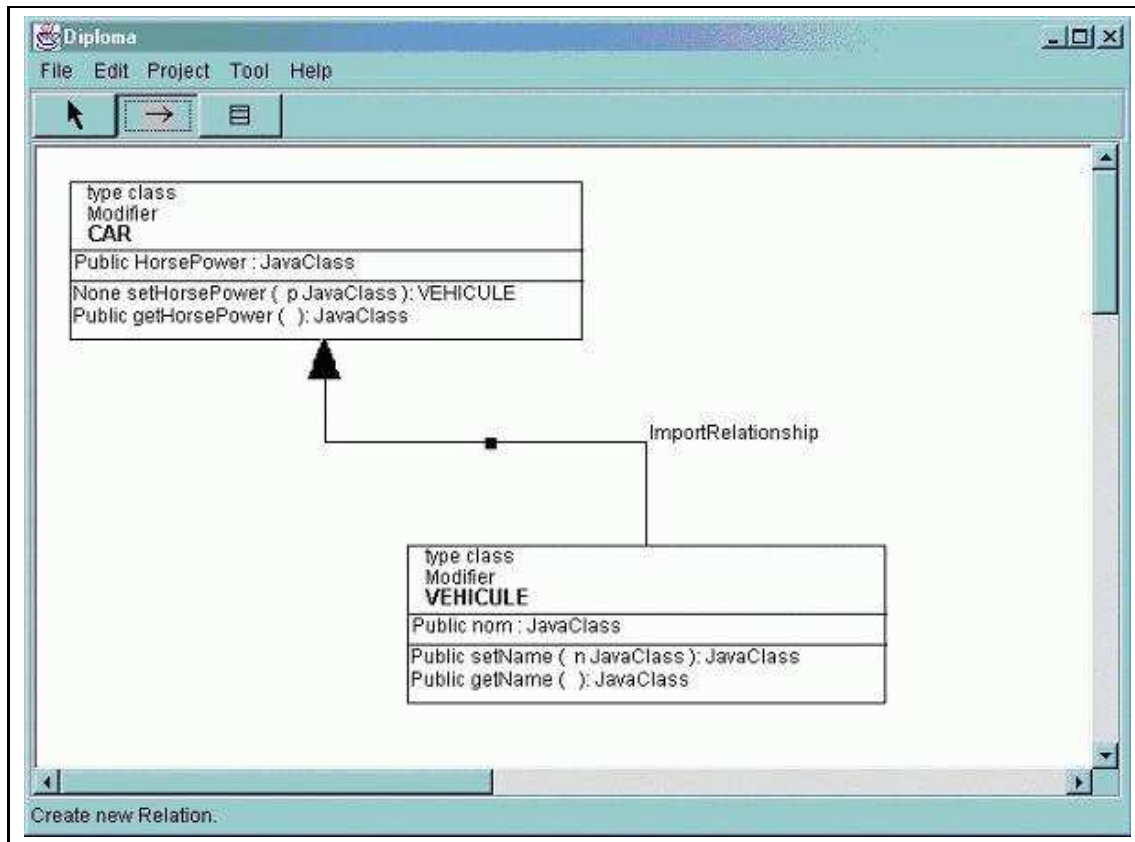 Diploma
File Edit Project Tool Help
type class
Modifier
CAR
Public HorsePower : JavaClass
None setHorsePower ( p JavaClass ): VEHICULE
Public getHorsePower ( ): JavaClass
ImportRelationship
type class
Modifier
VEHICULE
Public nom : JavaClass
Public setName ( n JavaClass ): JavaClass
Public getName ( ): JavaClass
Create new Relation.